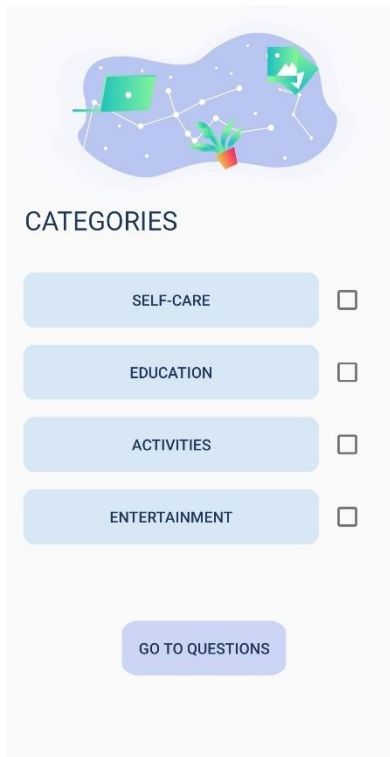 CATEGORIES
SELF-CARE
EDUCATION
ACTIVITIES
ENTERTAINMENT
GO TO QUESTIONS